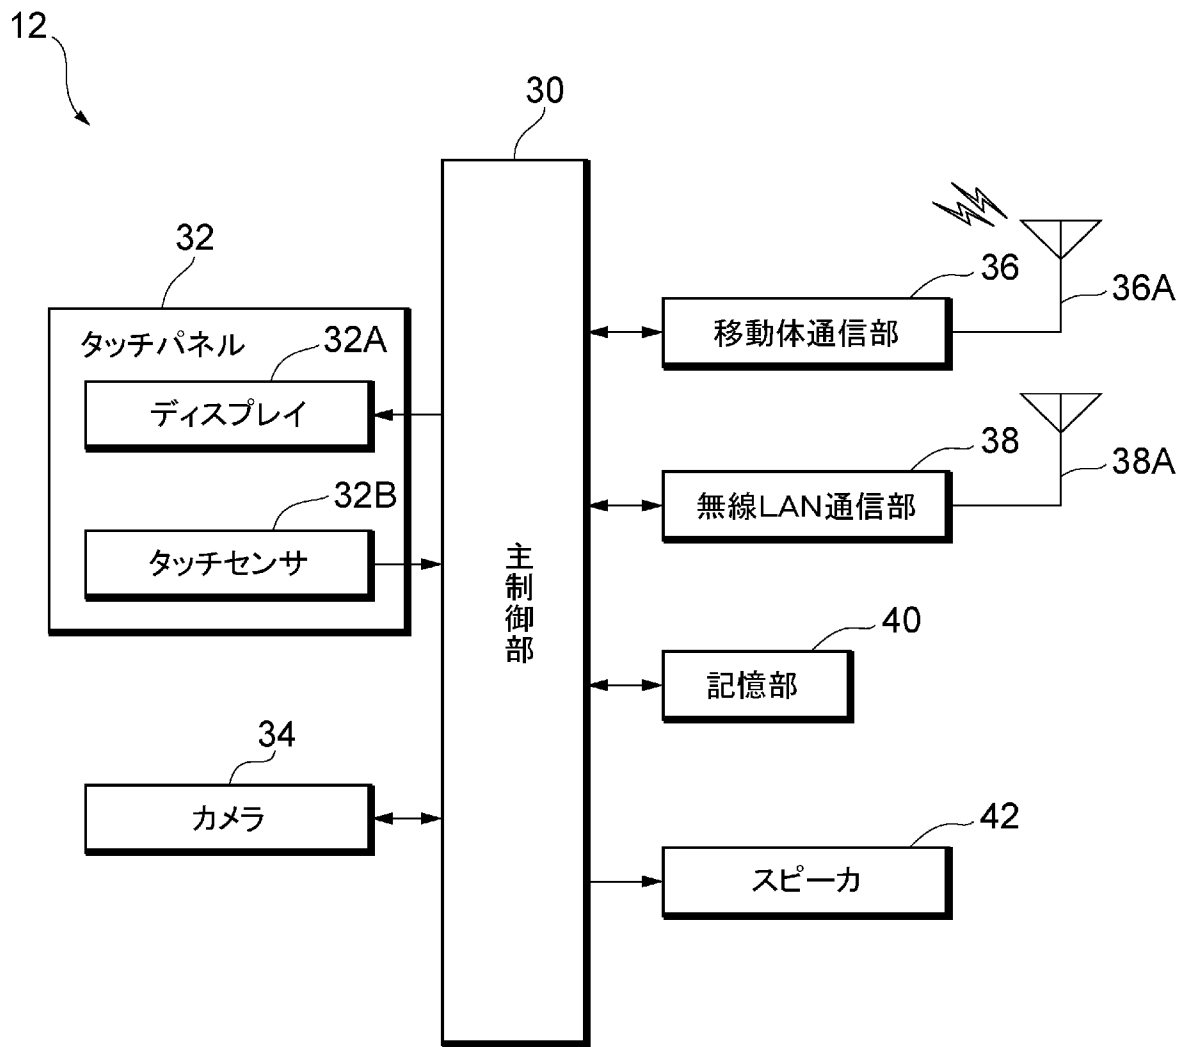 12
30
32
タッチパネル
32A
ディスプレイ
32B
タッチセンサ
34
カメラ
主制御部
36
36A
移動体通信部
38
38A
無線LAN通信部
40
記憶部
42
スピーカ